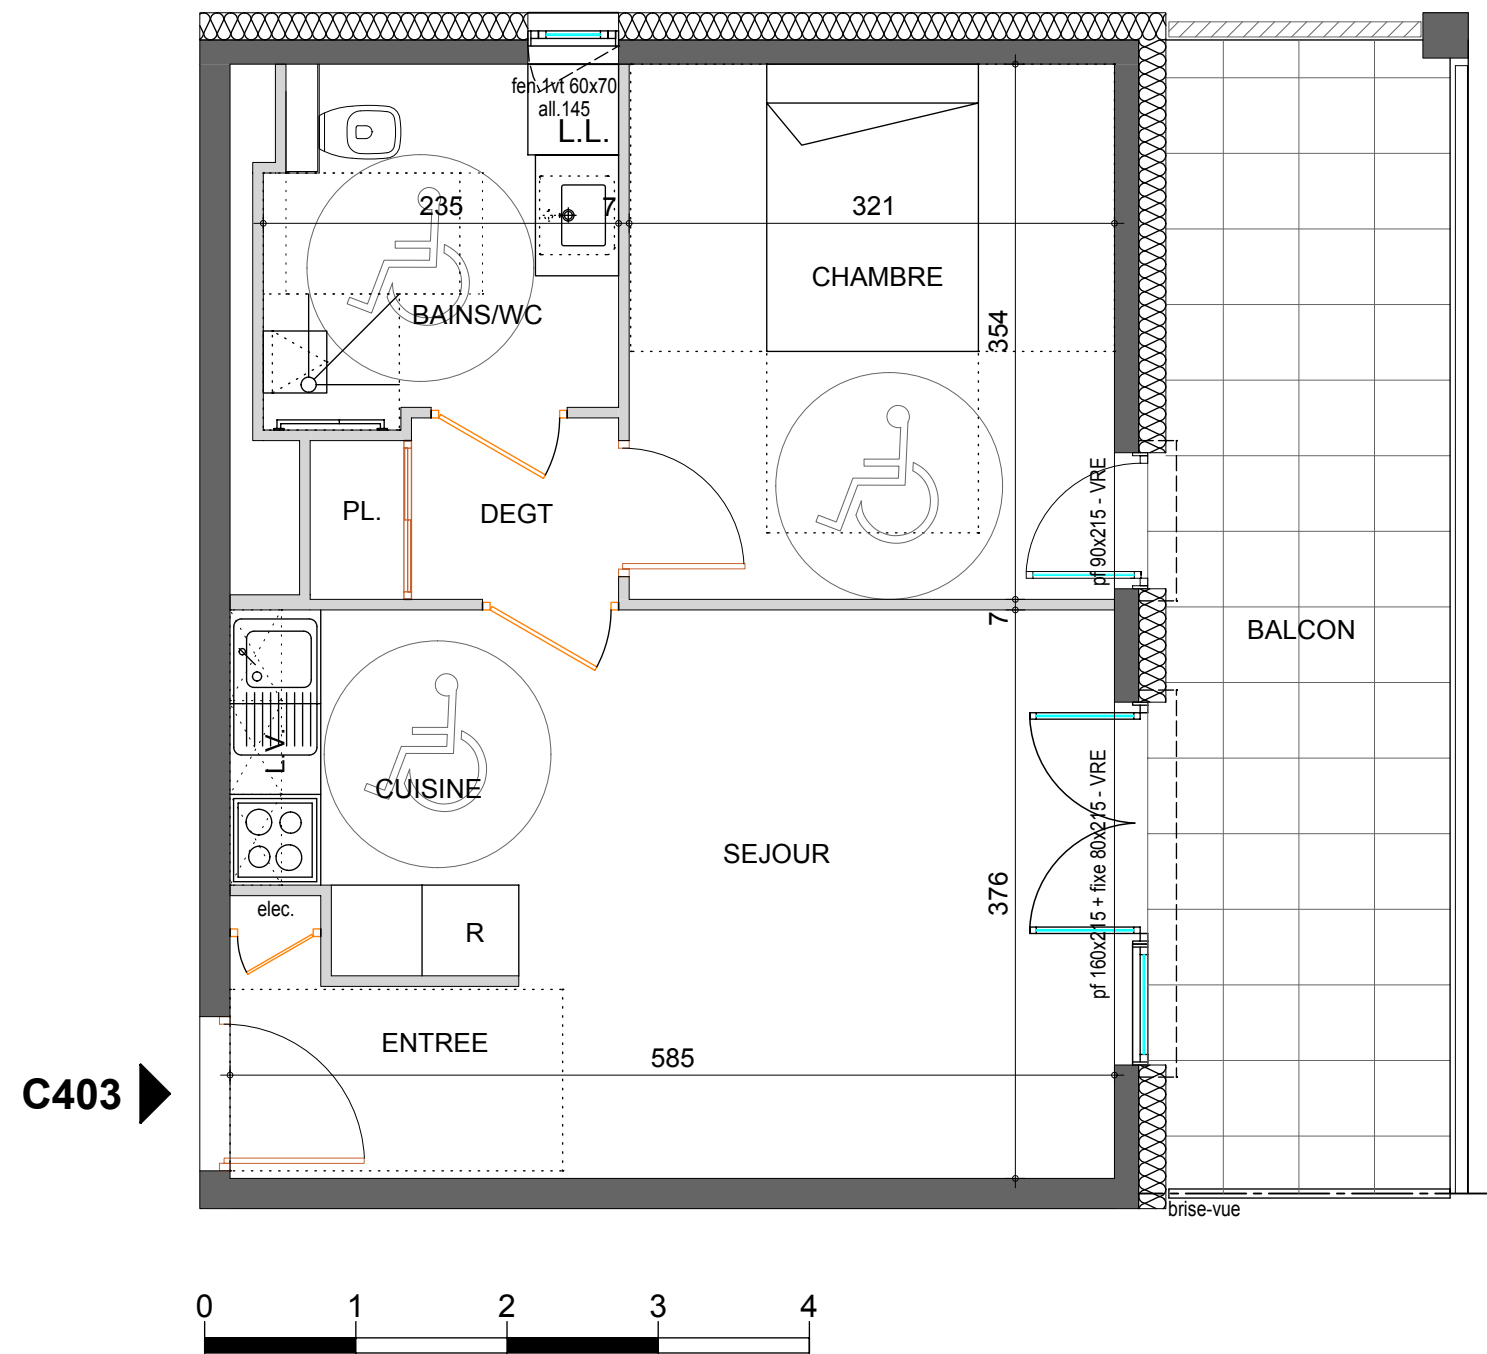 fen.1vt 60x70
all.145
L.L.
235
7
321
CHAMBRE
BAINS/WC
354
pf 90x215 - VRE
PL.
DEGT
7
BALCON
L.V.
CUISINE
SEJOUR
pf 160x215 + fixe 80x215 - VRE
376
elec.
R
ENTREE
585
C403
brise-vue
0 1 2 3 4